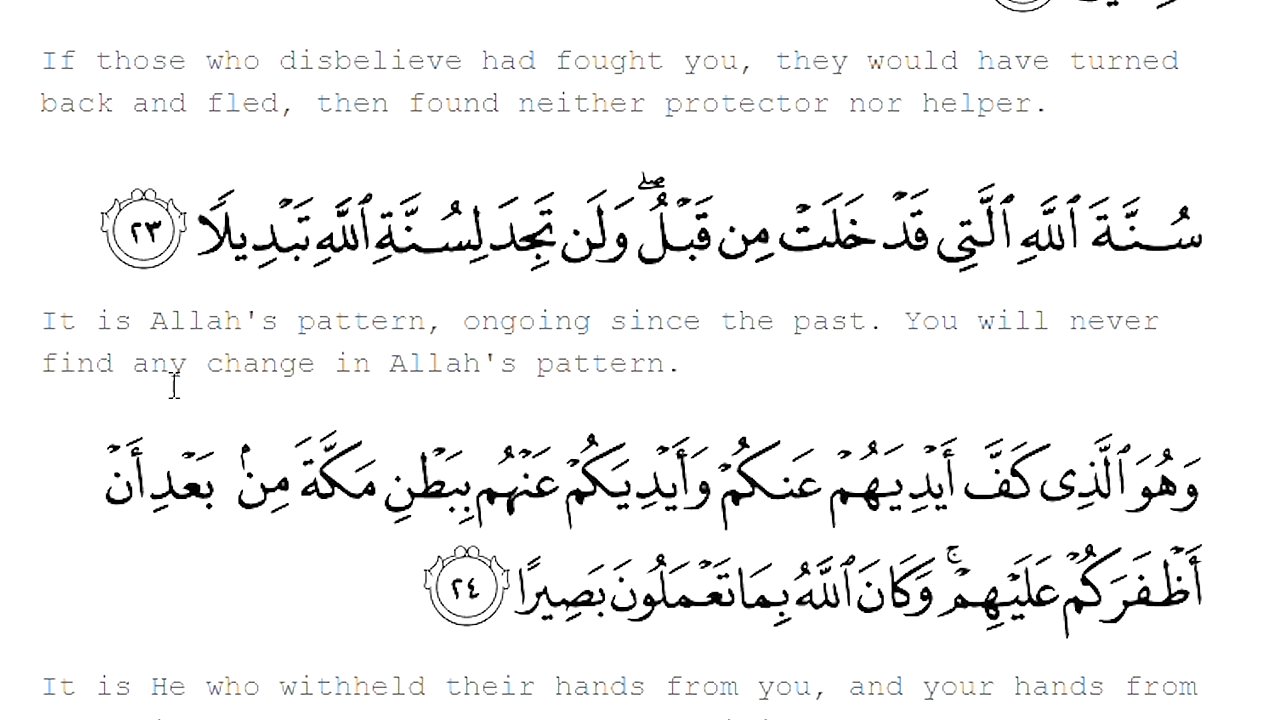 If those who disbelieve had fought you, they would have turned
back and fled, then found neither protector nor helper.
سُنَّةَ ٱللَّهِ ٱلَّتِى قَدْ خَلَتْ مِن قَبْلُ ۖ وَلَن تَجِدَ لِسُنَّةِ ٱللَّهِ تَبْدِيلًا ٢٣
It is Allah's pattern, ongoing since the past. You will never
find any change in Allah's pattern.
وَهُوَ ٱلَّذِى كَفَّ أَيْدِيَهُمْ عَنكُمْ وَأَيْدِيَكُمْ عَنْهُم بِبَطْنِ مَكَّةَ مِنۢ بَعْدِ أَنْ
أَظْفَرَكُمْ عَلَيْهِمْ ۚ وَكَانَ ٱللَّهُ بِمَا تَعْمَلُونَ بَصِيرًا ٢٤
It is He who withheld their hands from you, and your hands from